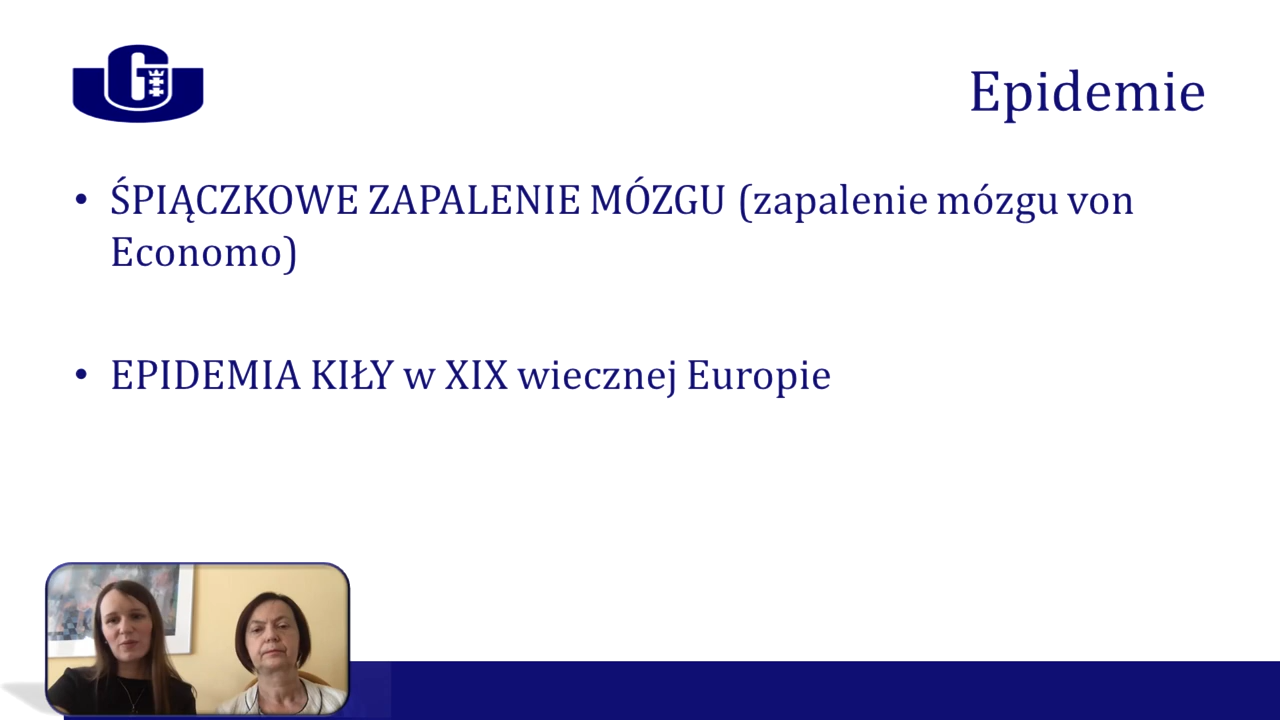 Epidemie
• ŚPIĄCZKOWE ZAPALENIE MÓZGU (zapalenie mózgu von
Economo)
• EPIDEMIA KIŁY w XIX wiecznej Europie